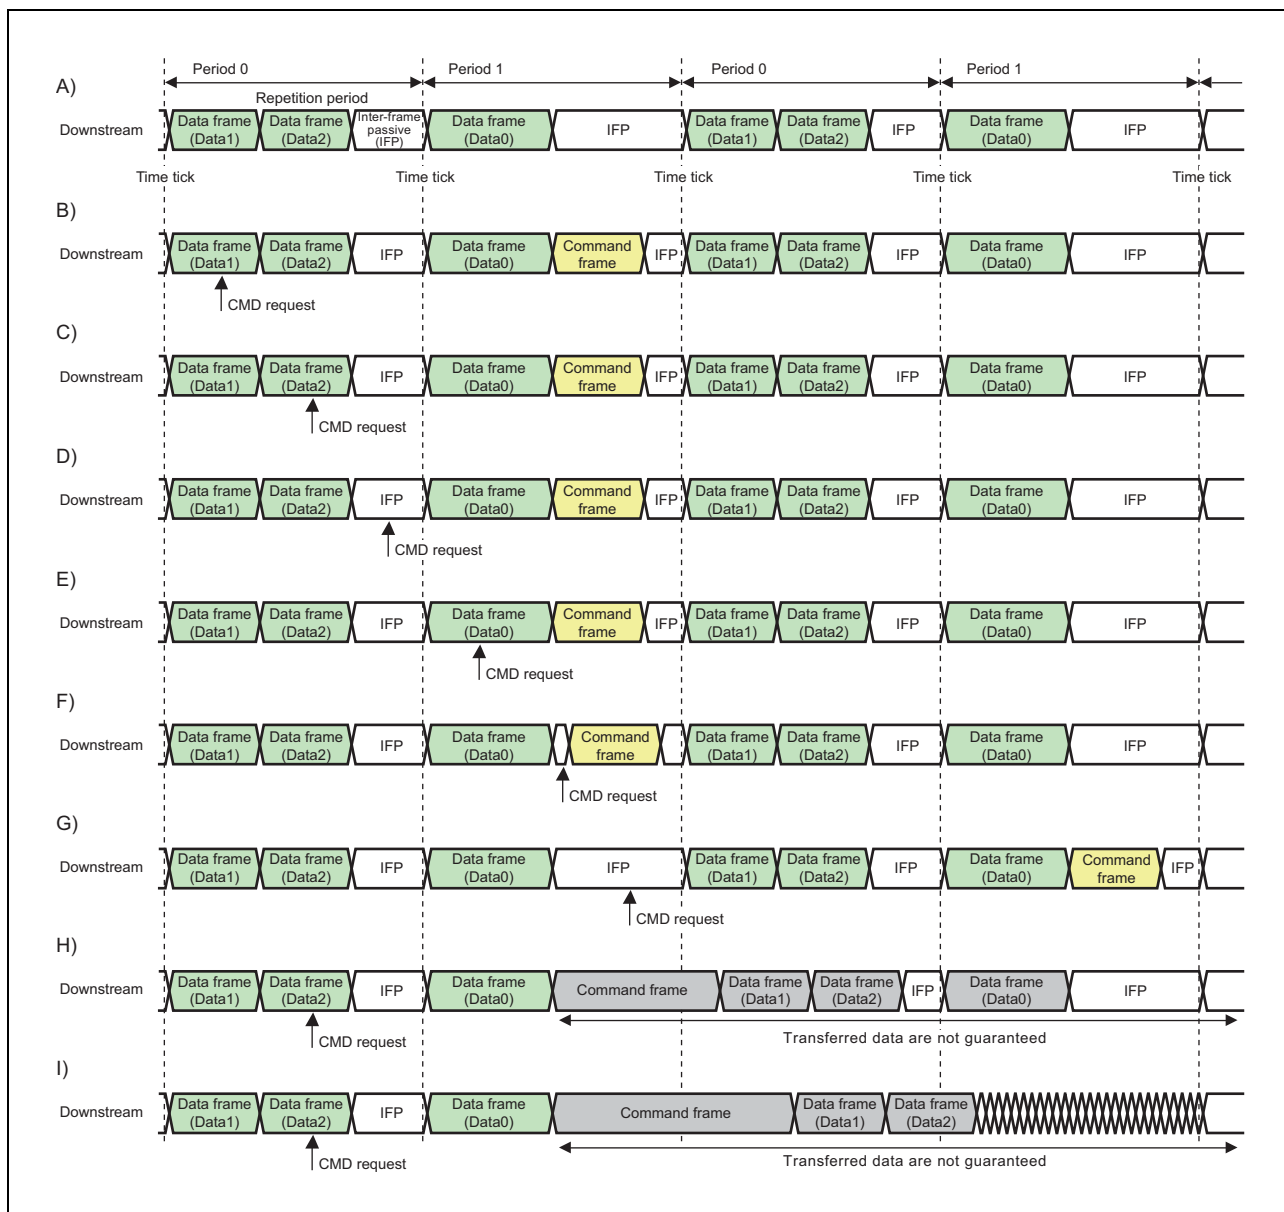 Period 0 Period 1 Period 0 Period 1
A)
Repetition period
Downstream Data frame (Data1) Data frame (Data2) Inter-frame passive (IFP) Data frame (Data0) IFP Data frame (Data1) Data frame (Data2) IFP Data frame (Data0) IFP
Time tick Time tick Time tick Time tick Time tick
B)
Downstream Data frame (Data1) Data frame (Data2) IFP Data frame (Data0) Command frame IFP Data frame (Data1) Data frame (Data2) IFP Data frame (Data0) IFP
CMD request
C)
Downstream Data frame (Data1) Data frame (Data2) IFP Data frame (Data0) Command frame IFP Data frame (Data1) Data frame (Data2) IFP Data frame (Data0) IFP
CMD request
D)
Downstream Data frame (Data1) Data frame (Data2) IFP Data frame (Data0) Command frame IFP Data frame (Data1) Data frame (Data2) IFP Data frame (Data0) IFP
CMD request
E)
Downstream Data frame (Data1) Data frame (Data2) IFP Data frame (Data0) Command frame IFP Data frame (Data1) Data frame (Data2) IFP Data frame (Data0) IFP
CMD request
F)
Downstream Data frame (Data1) Data frame (Data2) IFP Data frame (Data0) Command frame Data frame (Data1) Data frame (Data2) IFP Data frame (Data0) IFP
CMD request
G)
Downstream Data frame (Data1) Data frame (Data2) IFP Data frame (Data0) IFP Data frame (Data1) Data frame (Data2) IFP Data frame (Data0) Command frame IFP
CMD request
H)
Downstream Data frame (Data1) Data frame (Data2) IFP Data frame (Data0) Command frame Data frame (Data1) Data frame (Data2) IFP Data frame (Data0) IFP
CMD request Transferred data are not guaranteed
I)
Downstream Data frame (Data1) Data frame (Data2) IFP Data frame (Data0) Command frame Data frame (Data1) Data frame (Data2)
CMD request Transferred data are not guaranteed